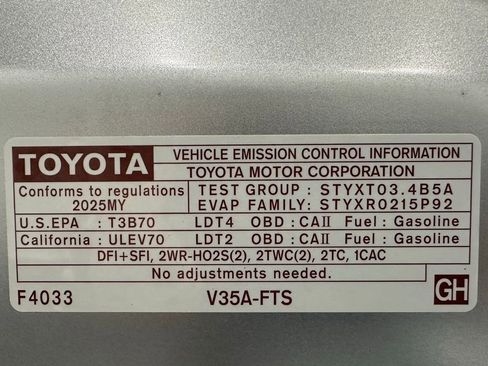 TOYOTA VEHICLE EMISSION CONTROL INFORMATION
TOYOTA MOTOR CORPORATION
Conforms to regulations TEST GROUP : STYXT03.4B5A
2025MY EVAP FAMILY: STYXR0215P92
U.S.EPA : T3B70 LDT4 OBD : CAII Fuel : Gasoline
California : ULEV70 LDT2 OBD : CAII Fuel : Gasoline
DFI+SFI, 2WR-HO2S(2), 2TWC(2), 2TC, 1CAC
No adjustments needed.
F4033 V35A-FTS GH